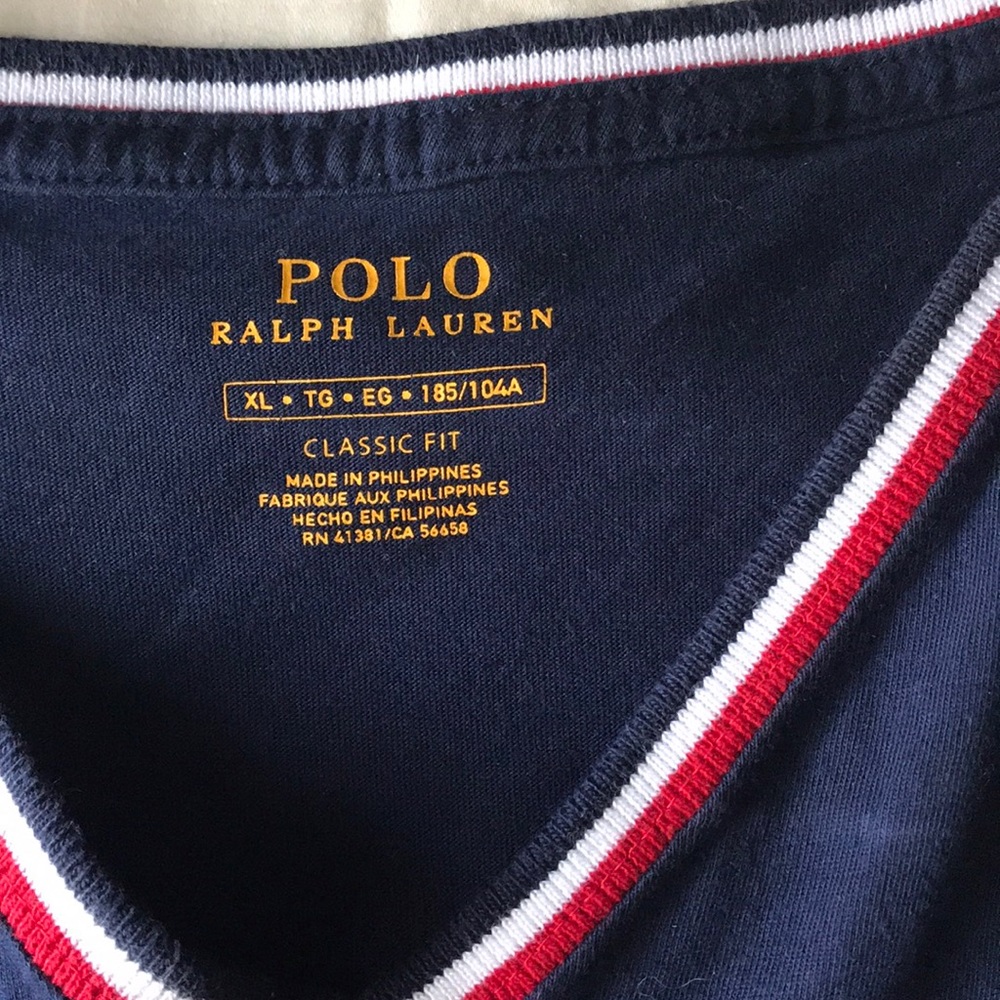 POLO
RALPH LAUREN
XL • TG • EG • 185/104A
CLASSIC FIT
MADE IN PHILIPPINES
FABRIQUE AUX PHILIPPINES
HECHO EN FILIPINAS
RN 41381/CA 56658